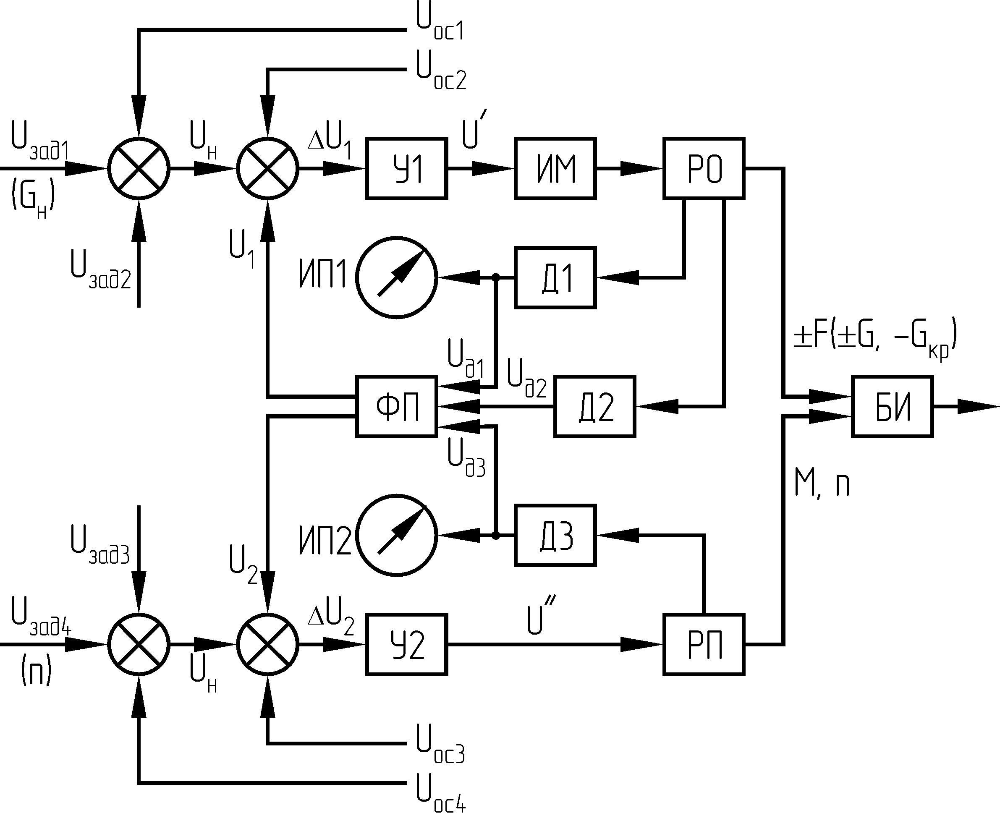 Uос1
Uос2
Uзад1
(Gн)
Uн
ΔU1
У1
U′
ИМ
РО
Uзад2
U1
ИП1
Д1
±F(±G, −Gкр)
Uд1
Uд2
ФП
Д2
БИ
Uд3
М, n
ИП2
Д3
Uзад3
U2
Uзад4
(n)
Uн
ΔU2
У2
U″
РП
Uос3
Uос4